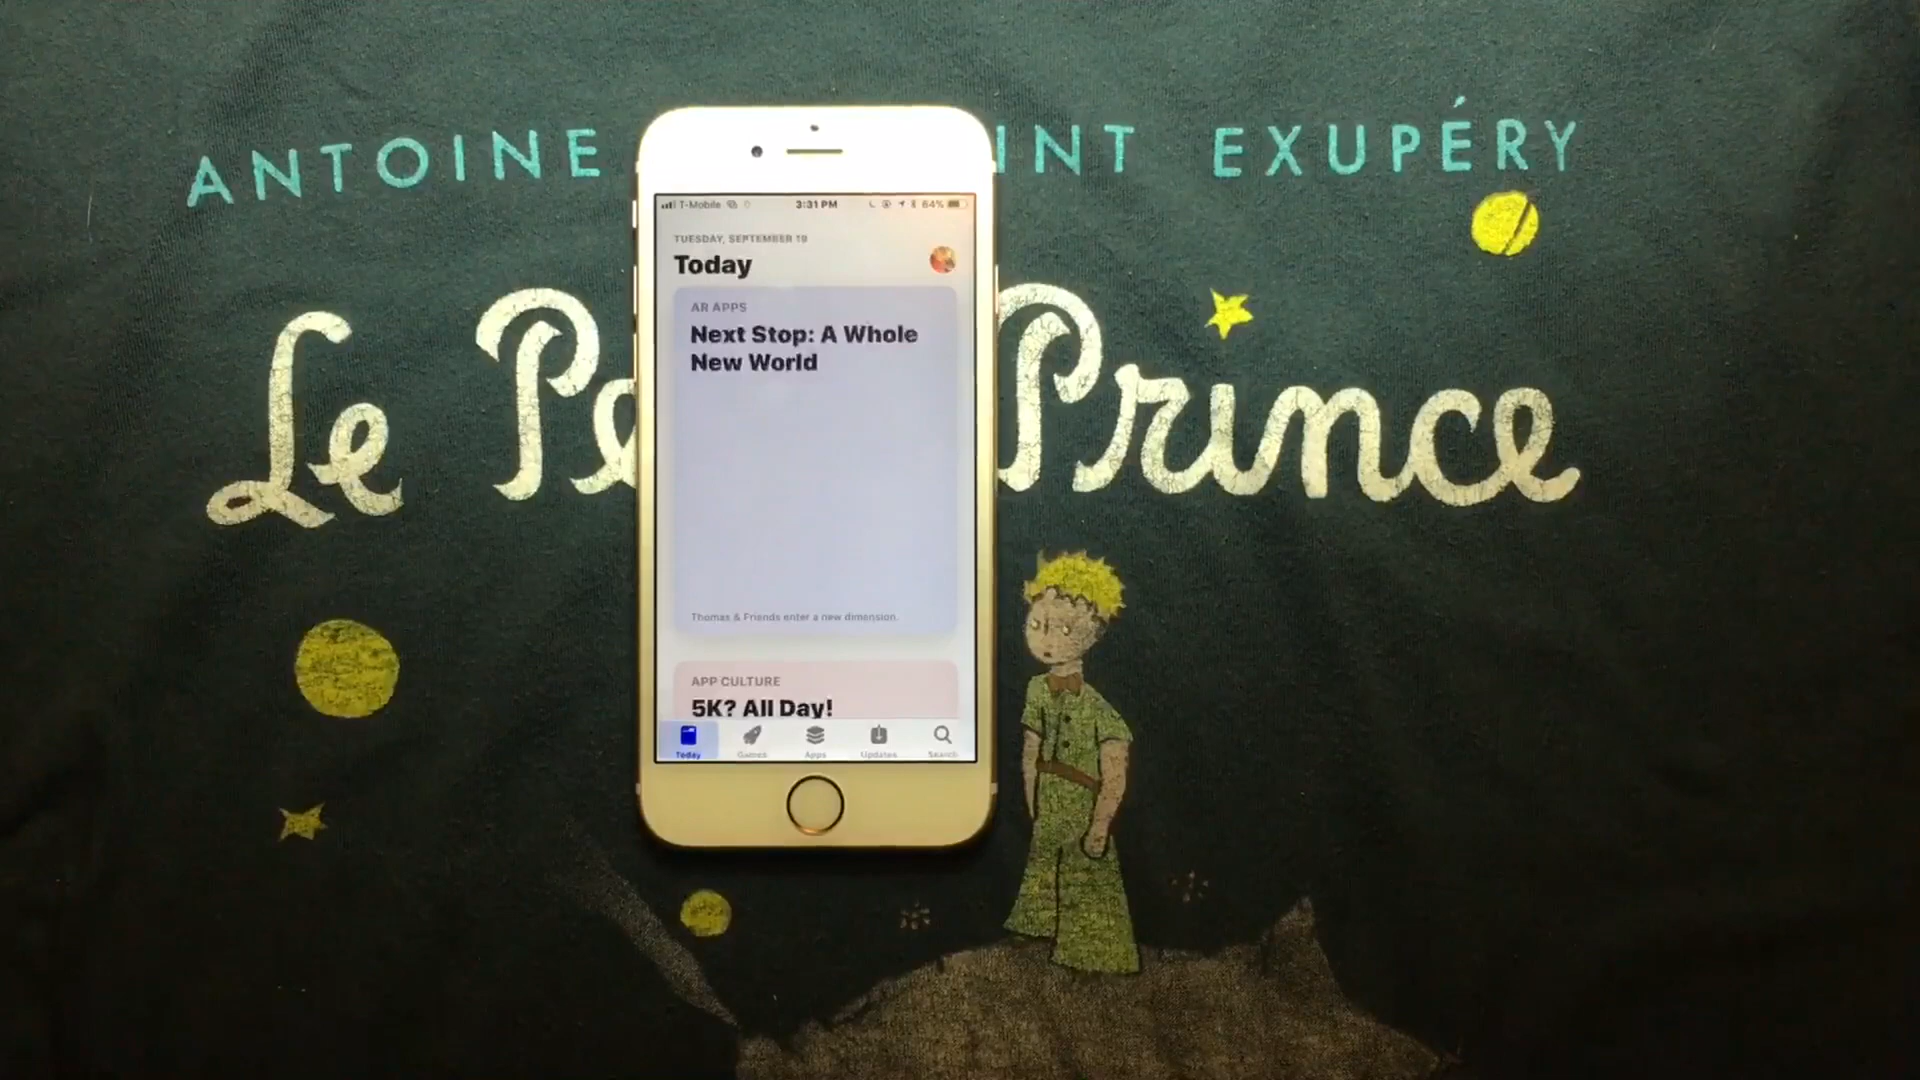 ANTOINE INT EXUPÉRY
Le Pe Prince
T-Mobile 3:31 PM 64%
TUESDAY, SEPTEMBER 19
Today
AR APPS
Next Stop: A Whole
New World
Thomas & Friends enter a new dimension.
APP CULTURE
5K? All Day!
Today Games Apps Updates Search